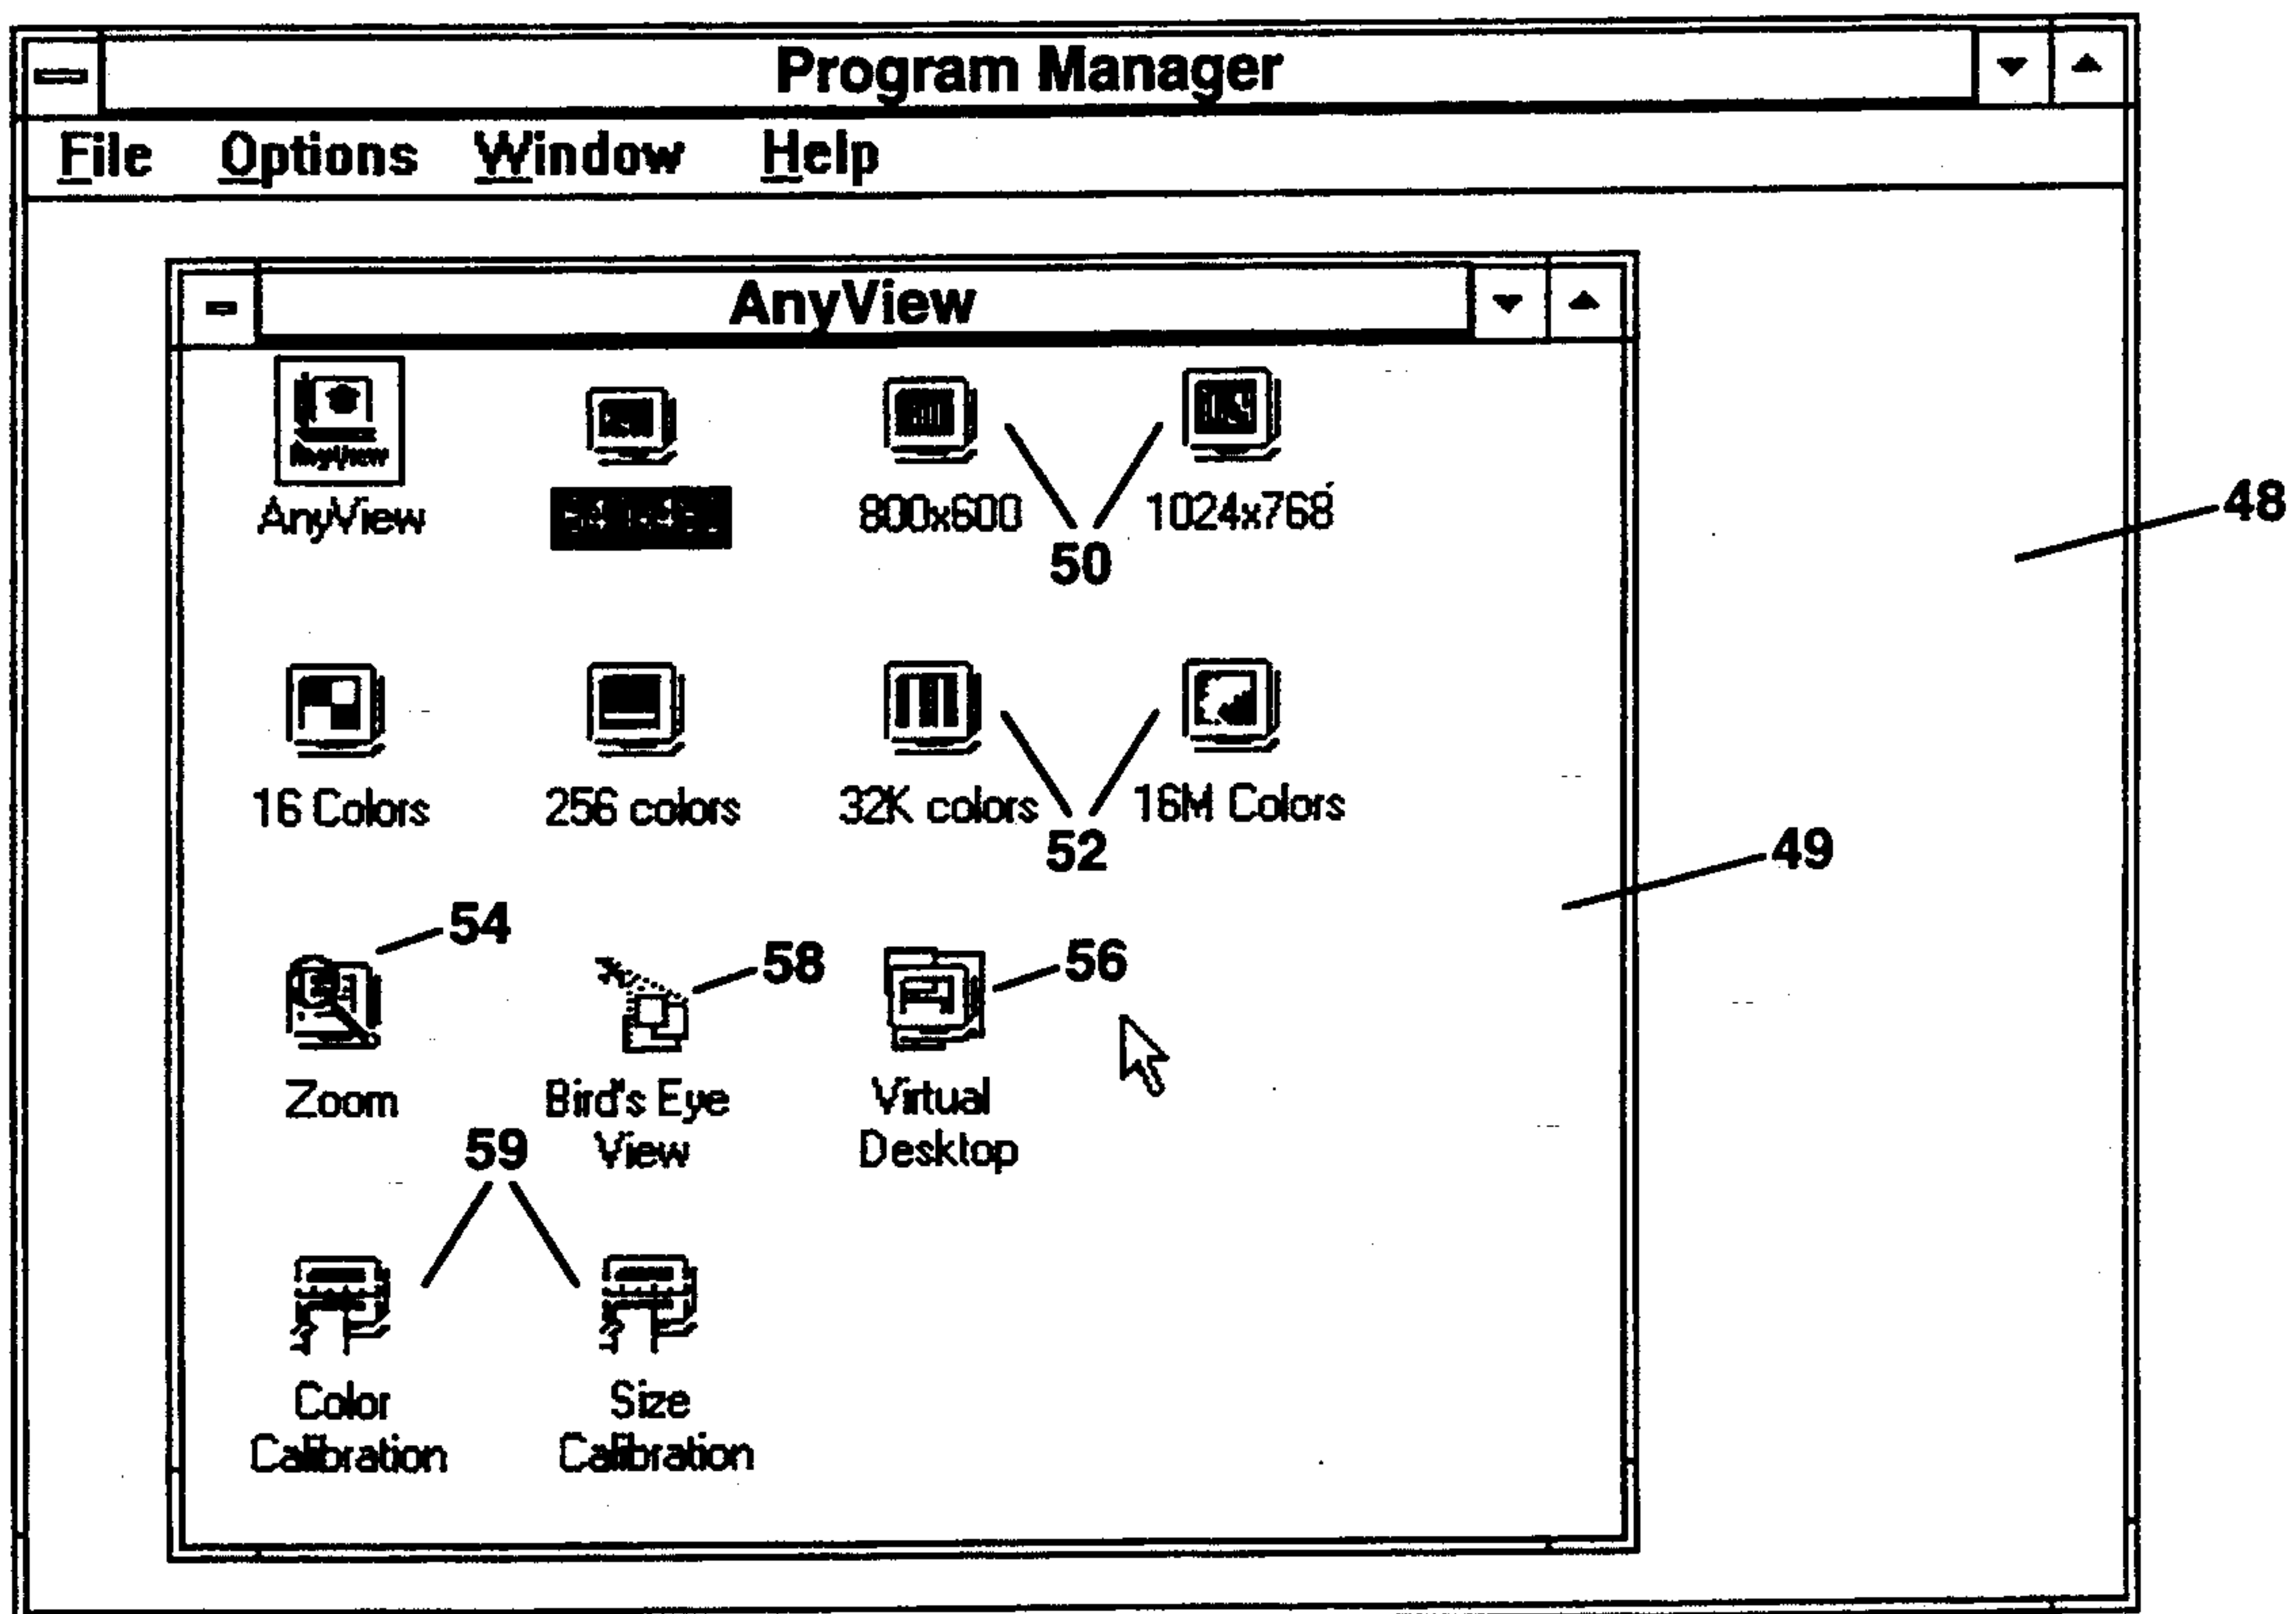 Program Manager
File Options Window Help
AnyView
AnyView
AnyView 800x600 1024x768
48
50
16 Colors 256 colors 32K colors 16M Colors
52
49
54
58
56
Zoom Bird's Eye View Virtual Desktop
59
Color Calibration Size Calibration